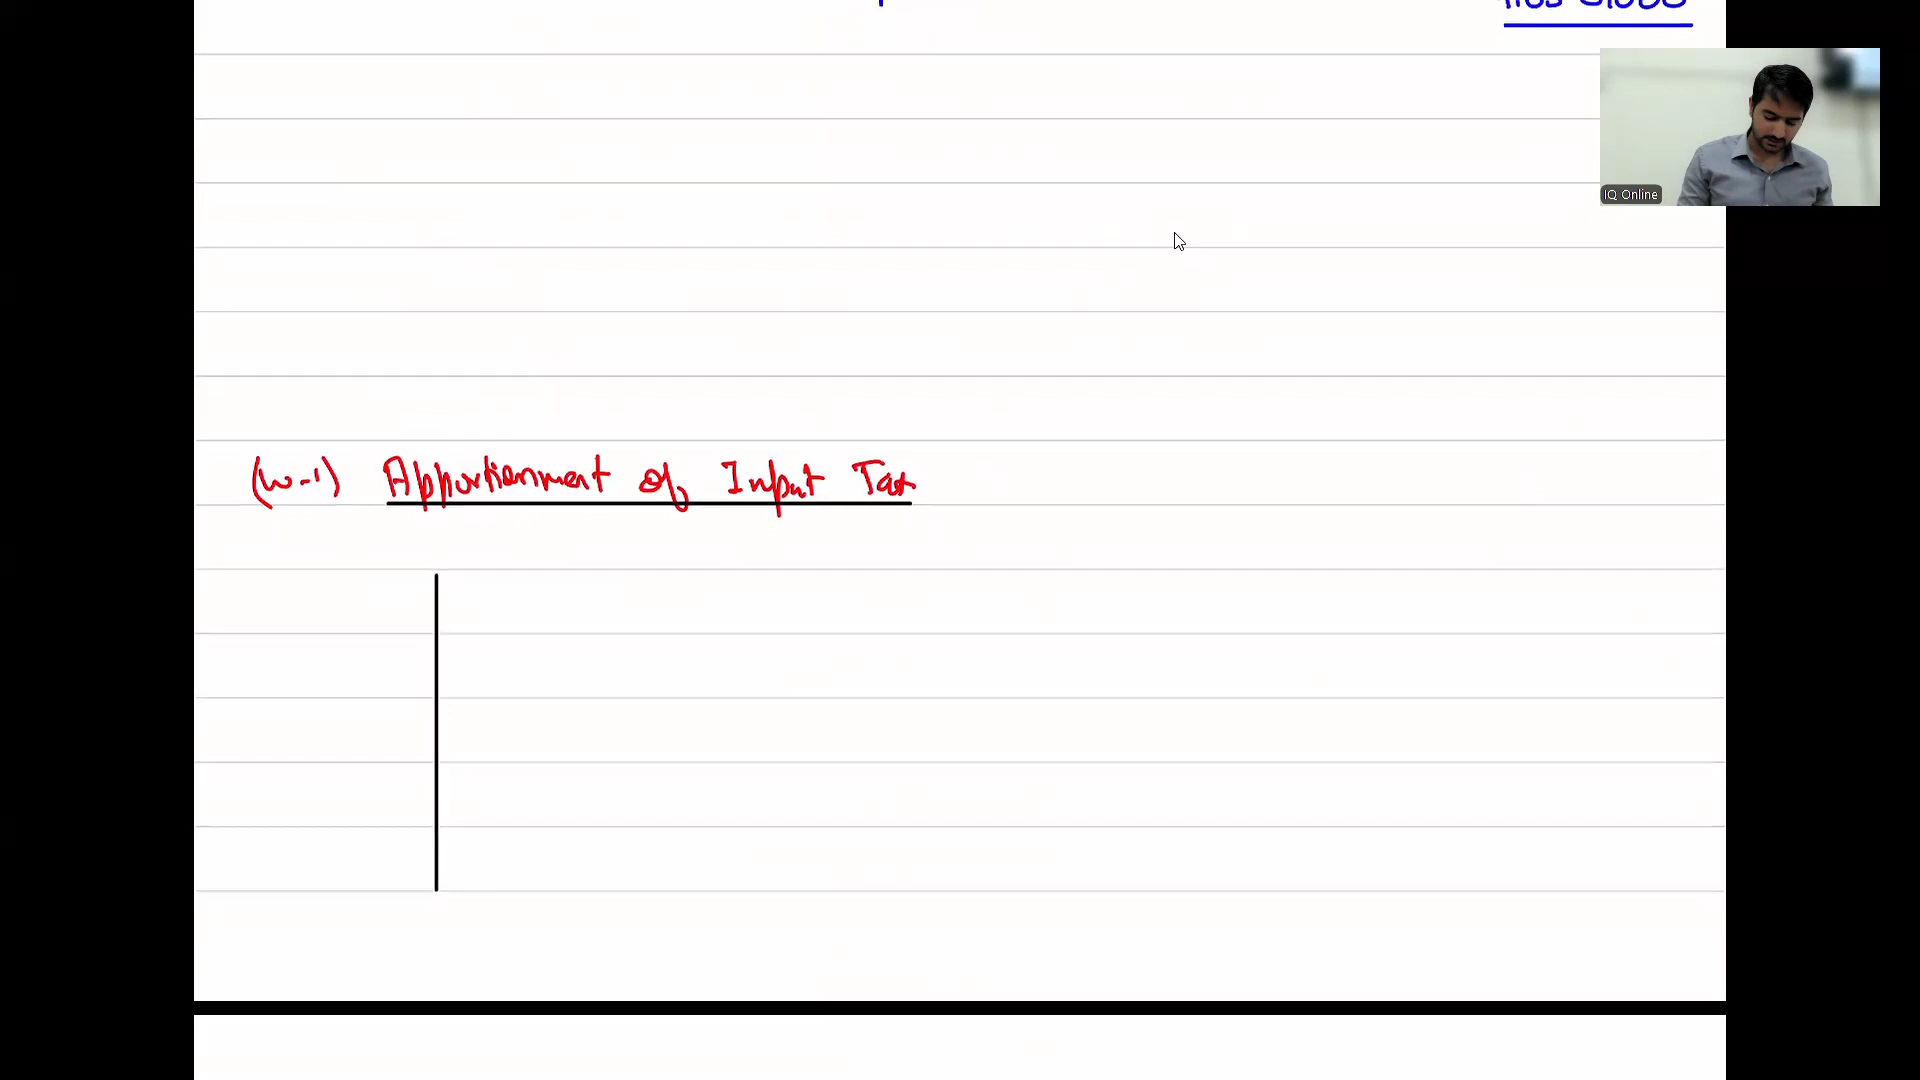 IQ Online
(W-1) Apportionment of Input Tax